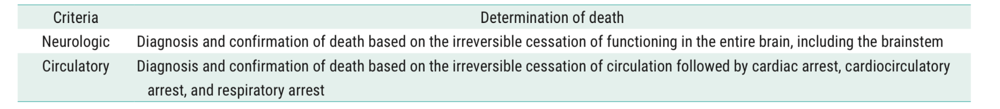 Criteria Determination of death
Neurologic Diagnosis and confirmation of death based on the irreversible cessation of functioning in the entire brain, including the brainstem
Circulatory Diagnosis and confirmation of death based on the irreversible cessation of circulation followed by cardiac arrest, cardiocirculatory
arrest, and respiratory arrest